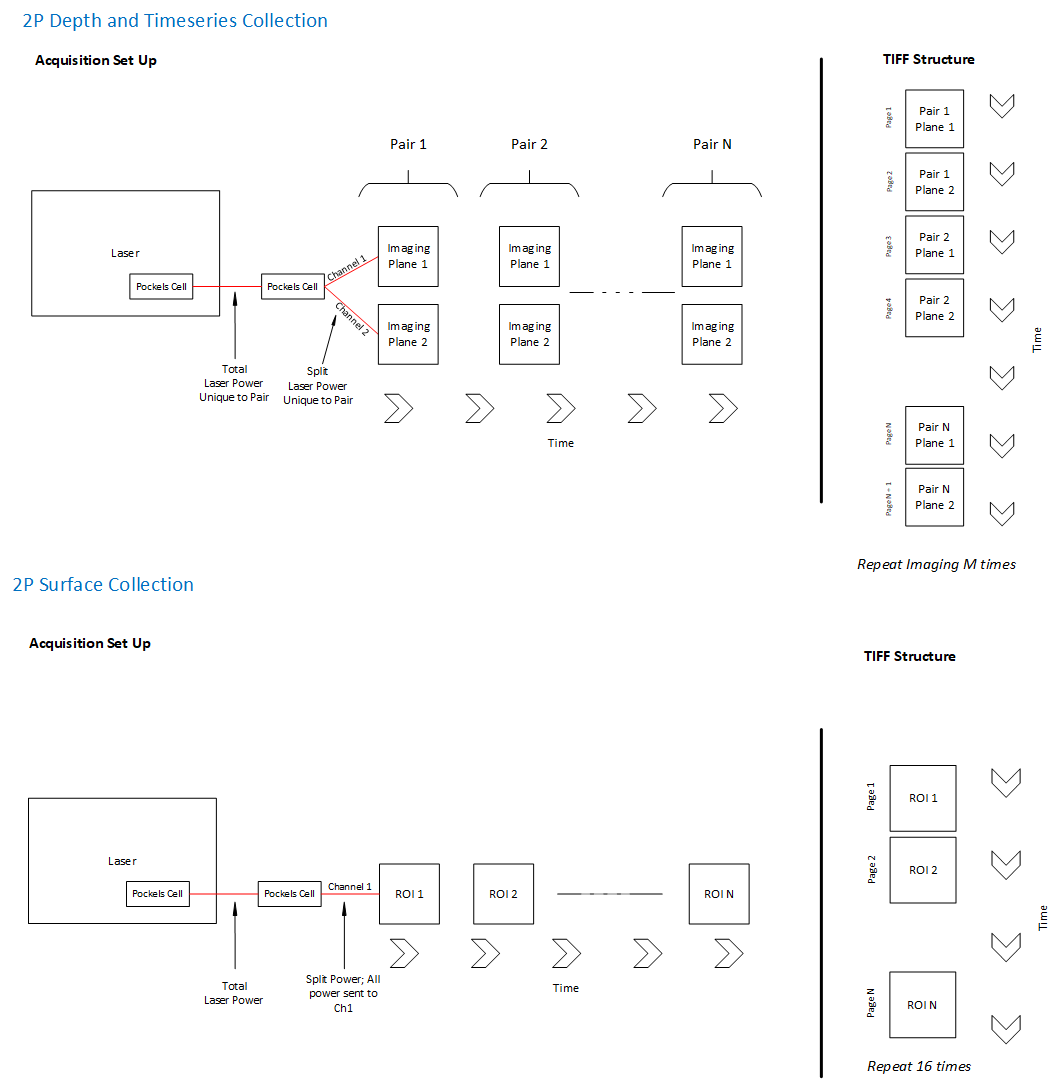 2P Depth and Timeseries Collection
Acquisition Set Up
Pair 1
Pair 2
Pair N
Laser
Pockels Cell
Pockels Cell
Channel 1
Channel 2
Imaging
Plane 1
Imaging
Plane 1
Imaging
Plane 1
Imaging
Plane 2
Imaging
Plane 2
Imaging
Plane 2
Total
Laser Power
Unique to Pair
Split
Laser Power
Unique to Pair
Time
TIFF Structure
Page 1
Pair 1
Plane 1
Page 2
Pair 1
Plane 2
Page 3
Pair 2
Plane 1
Page 4
Pair 2
Plane 2
Time
Page N
Pair N
Plane 1
Page N + 1
Pair N
Plane 2
Repeat Imaging M times
2P Surface Collection
Acquisition Set Up
Laser
Pockels Cell
Pockels Cell
Channel 1
ROI 1
ROI 2
ROI N
Total
Laser Power
Split Power; All
power sent to
Ch1
Time
TIFF Structure
Page 1
ROI 1
Page 2
ROI 2
Time
Page N
ROI N
Repeat 16 times